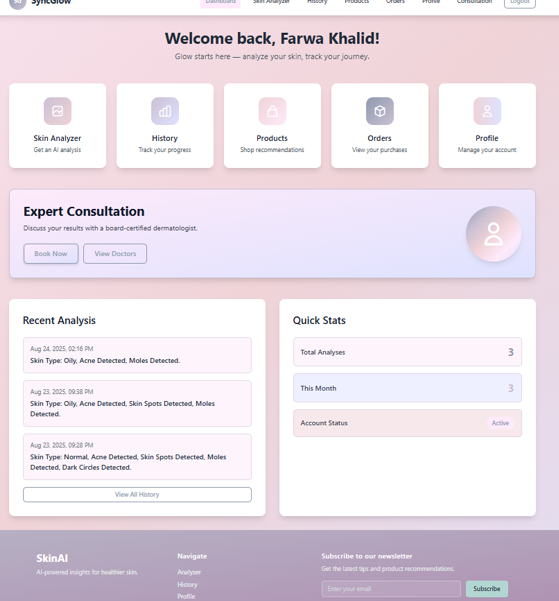 SG SyncGlow Dashboard Skin Analyzer History Products Orders Profile Consultation Logout
Welcome back, Farwa Khalid!
Glow starts here — analyze your skin, track your journey.
Skin Analyzer
Get an AI analysis
History
Track your progress
Products
Shop recommendations
Orders
View your purchases
Profile
Manage your account
Expert Consultation
Discuss your results with a board-certified dermatologist.
Book Now View Doctors
Recent Analysis
Aug 24, 2025, 02:16 PM
Skin Type: Oily, Acne Detected, Moles Detected.
Aug 23, 2025, 09:38 PM
Skin Type: Oily, Acne Detected, Skin Spots Detected, Moles
Detected.
Aug 23, 2025, 09:28 PM
Skin Type: Normal, Acne Detected, Skin Spots Detected, Moles
Detected, Dark Circles Detected.
View All History
Quick Stats
Total Analyses 3
This Month 3
Account Status Active
SkinAI
AI-powered insights for healthier skin.
Navigate
Analyzer
History
Profile
Subscribe to our newsletter
Get the latest tips and product recommendations.
Enter your email Subscribe